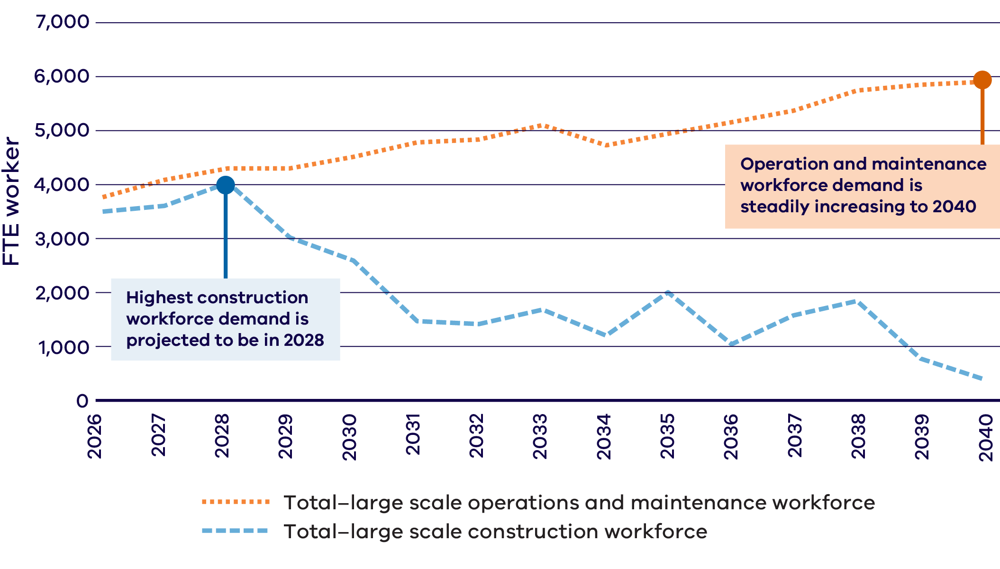 7,000
6,000
5,000
4,000
3,000
2,000
1,000
0
FTE worker
Operation and maintenance
workforce demand is
steadily increasing to 2040
Highest construction
workforce demand is
projected to be in 2028
2026
2027
2028
2029
2030
2031
2032
2033
2034
2035
2036
2037
2038
2039
2040
Total–large scale operations and maintenance workforce
Total–large scale construction workforce